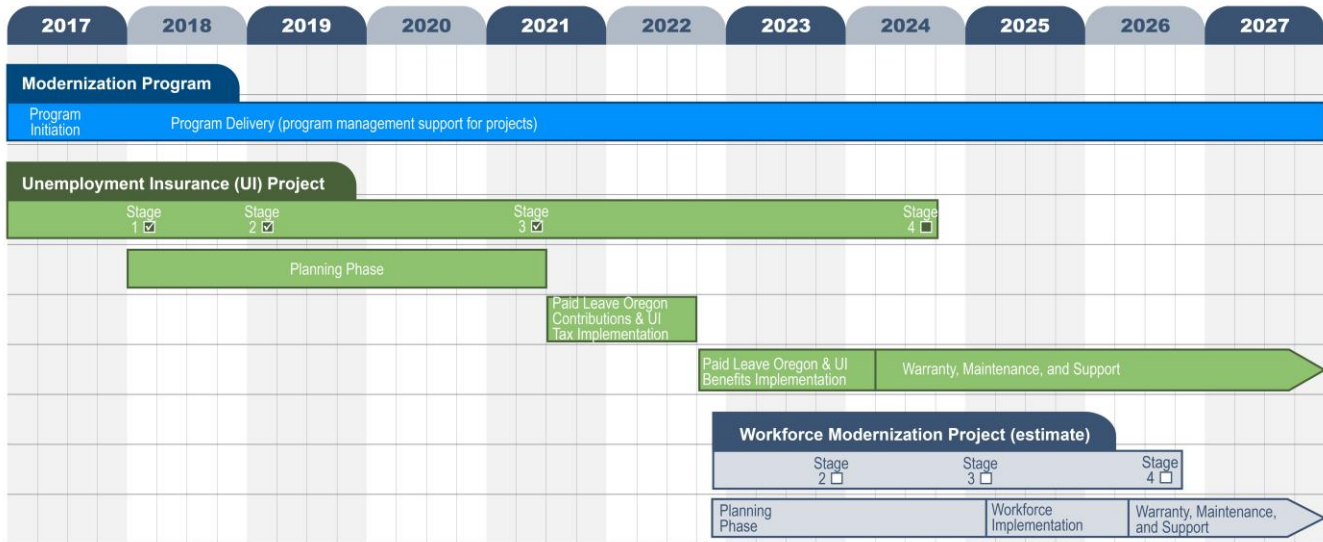 2017 2018 2019 2020 2021 2022 2023 2024 2025 2026 2027
Modernization Program
Program
Initiation
Program Delivery (program management support for projects)
Unemployment Insurance (UI) Project
Stage
1
Stage
2
Stage
3
Stage
4
Planning Phase
Paid Leave Oregon
Contributions & UI
Tax Implementation
Paid Leave Oregon & UI
Benefits Implementation
Warranty, Maintenance, and Support
Workforce Modernization Project (estimate)
Stage
2
Stage
3
Stage
4
Planning
Phase
Workforce
Implementation
Warranty, Maintenance,
and Support